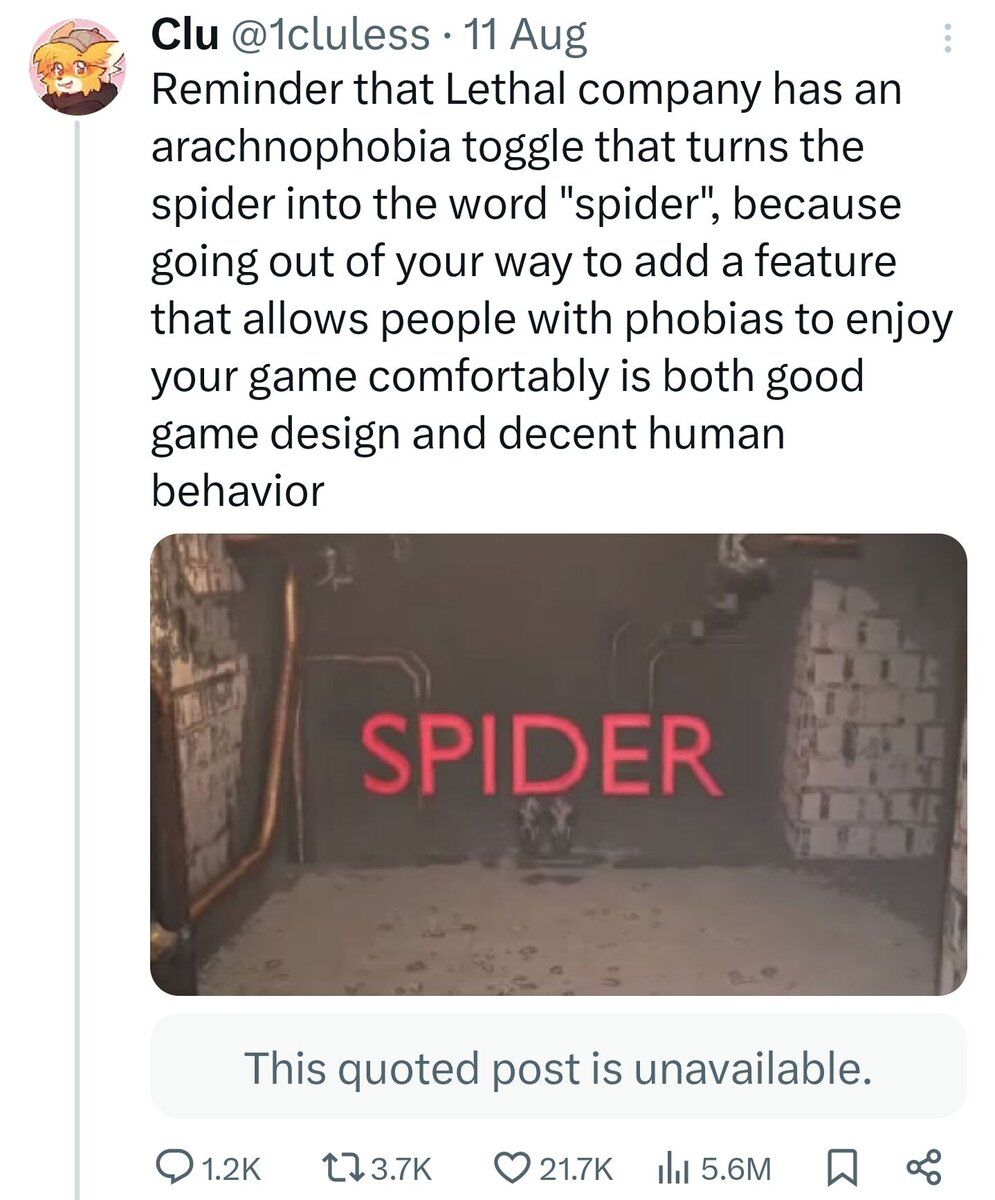 Clu @1cluless · 11 Aug
Reminder that Lethal company has an
arachnophobia toggle that turns the
spider into the word "spider", because
going out of your way to add a feature
that allows people with phobias to enjoy
your game comfortably is both good
game design and decent human
behavior
SPIDER
This quoted post is unavailable.
1.2K 3.7K 21.7K 5.6M